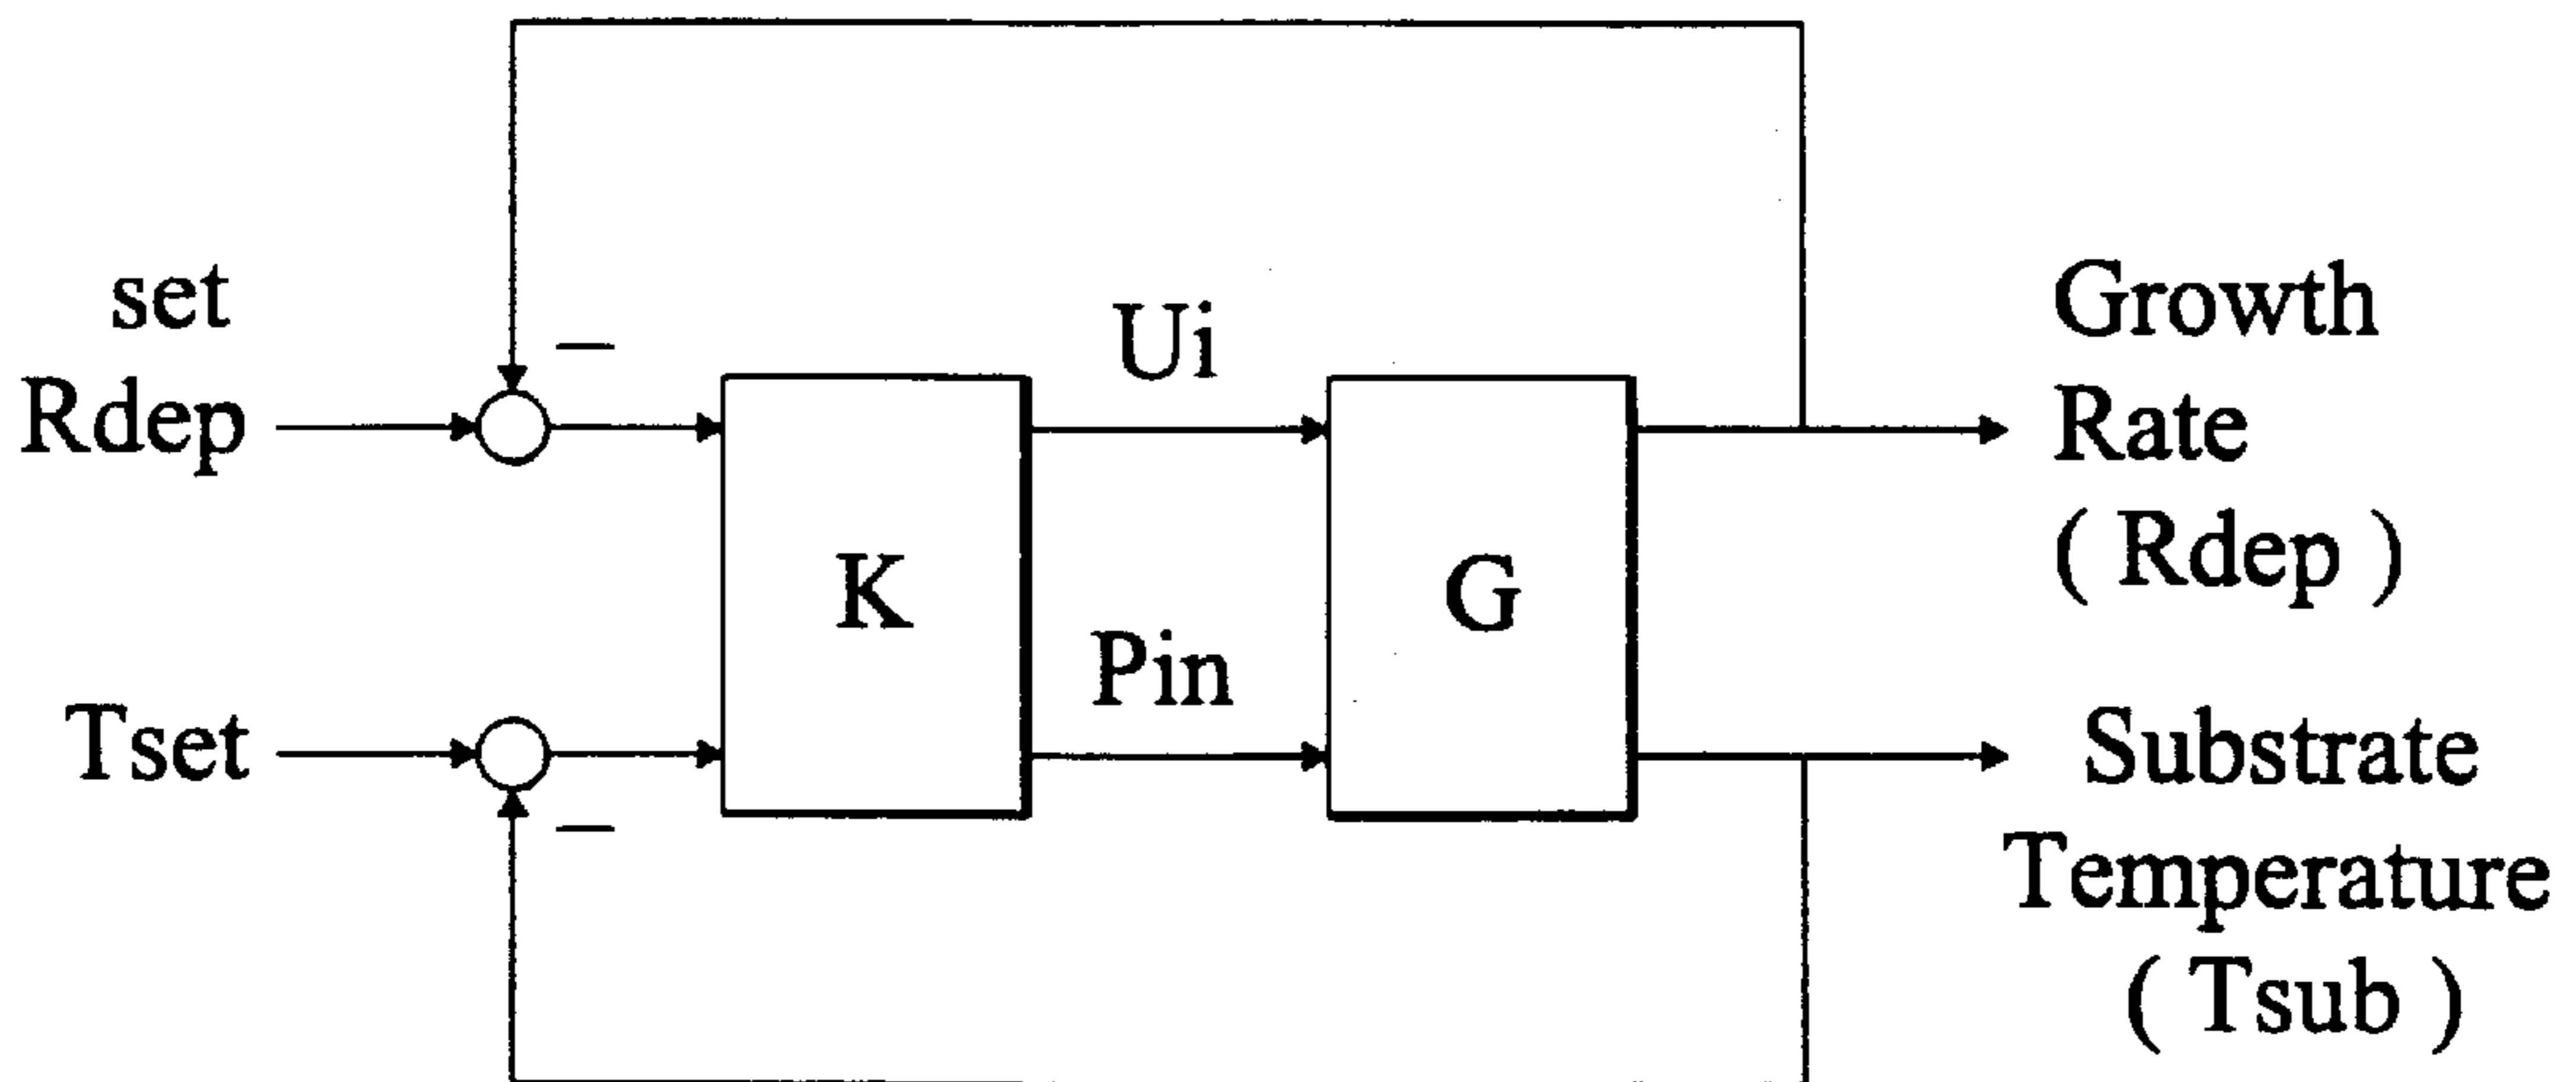 set
Rdep
Tset
−
−
K
Ui
Pin
G
Growth
Rate
( Rdep )
Substrate
Temperature
( Tsub )